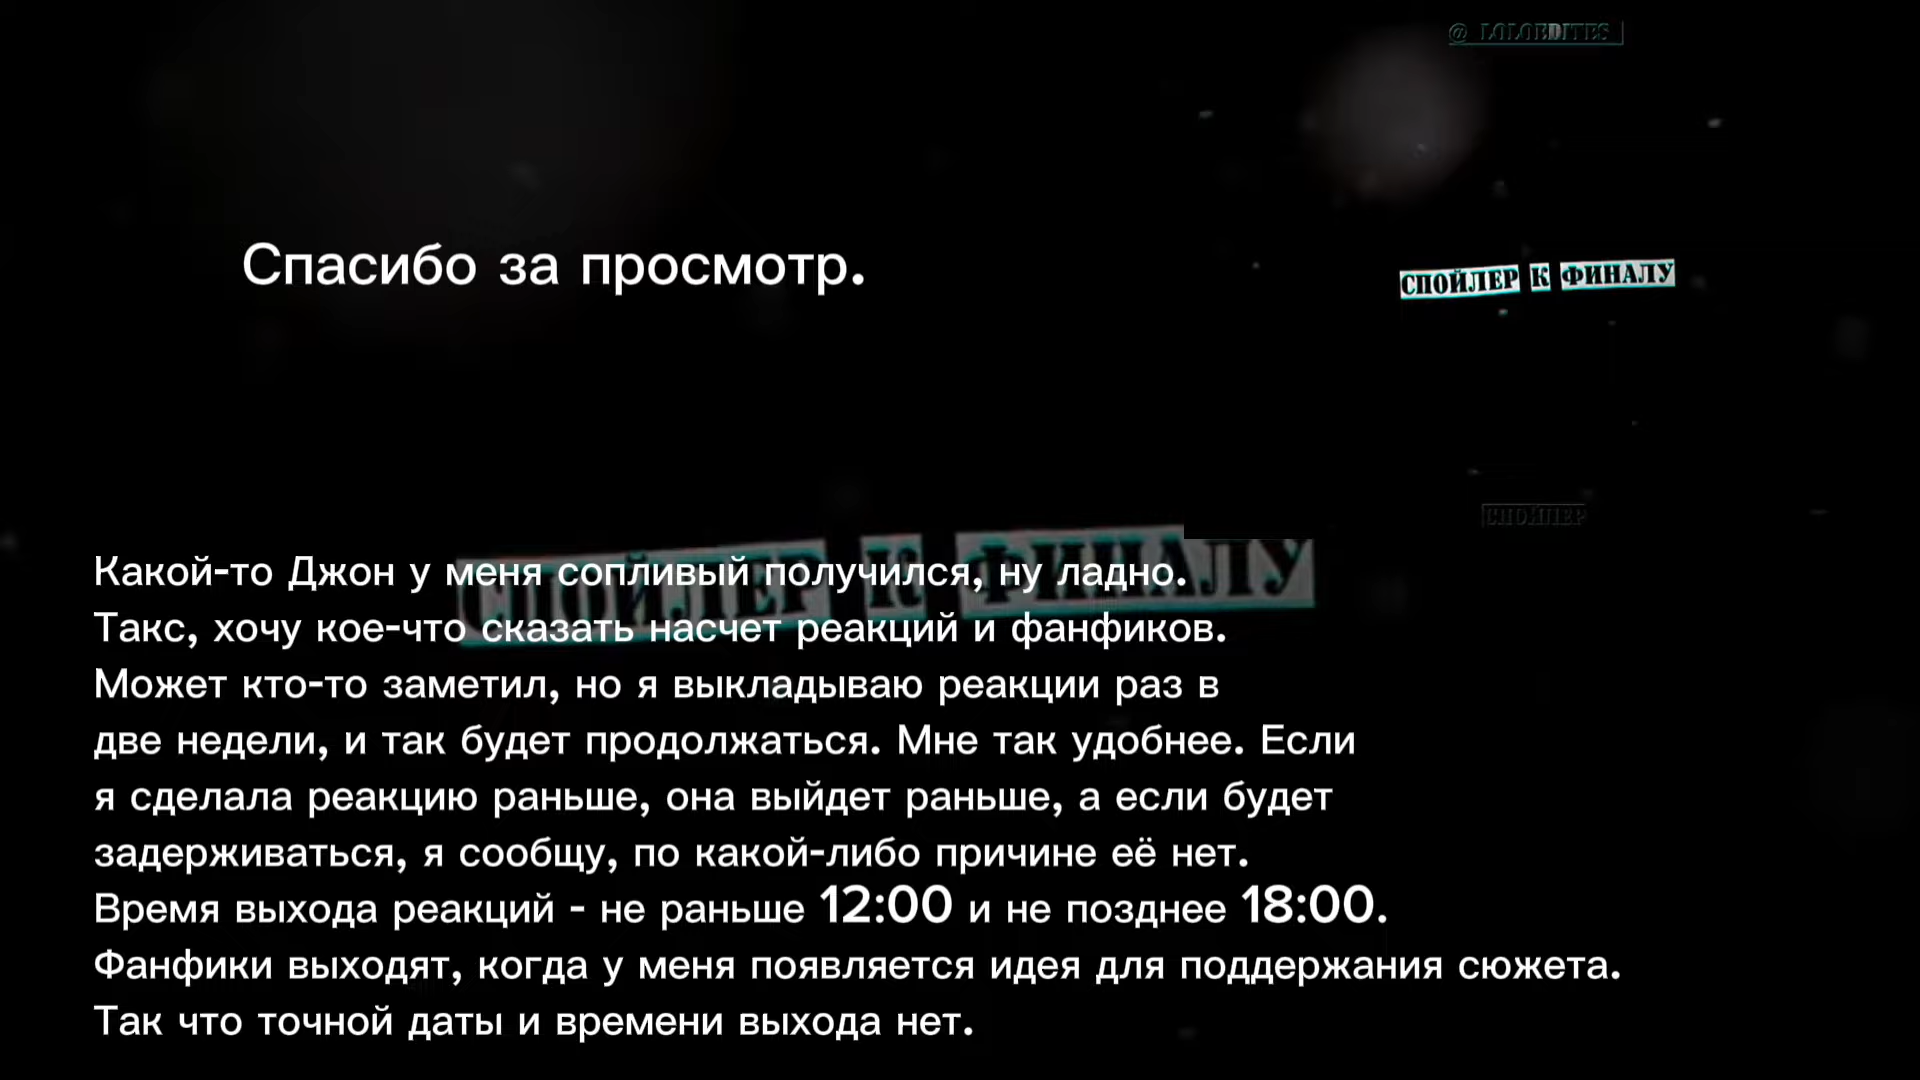 @ LOLOEDITES
Спасибо за просмотр.
СПОЙЛЕР К ФИНАЛУ
СПОЙЛЕР
СПОЙЛЕР К ФИНАЛУ
Какой-то Джон у меня сопливый получился, ну ладно.
Такс, хочу кое-что сказать насчет реакций и фанфиков.
Может кто-то заметил, но я выкладываю реакции раз в
две недели, и так будет продолжаться. Мне так удобнее. Если
я сделала реакцию раньше, она выйдет раньше, а если будет
задерживаться, я сообщу, по какой-либо причине её нет.
Время выхода реакций - не раньше 12:00 и не позднее 18:00.
Фанфики выходят, когда у меня появляется идея для поддержания сюжета.
Так что точной даты и времени выхода нет.